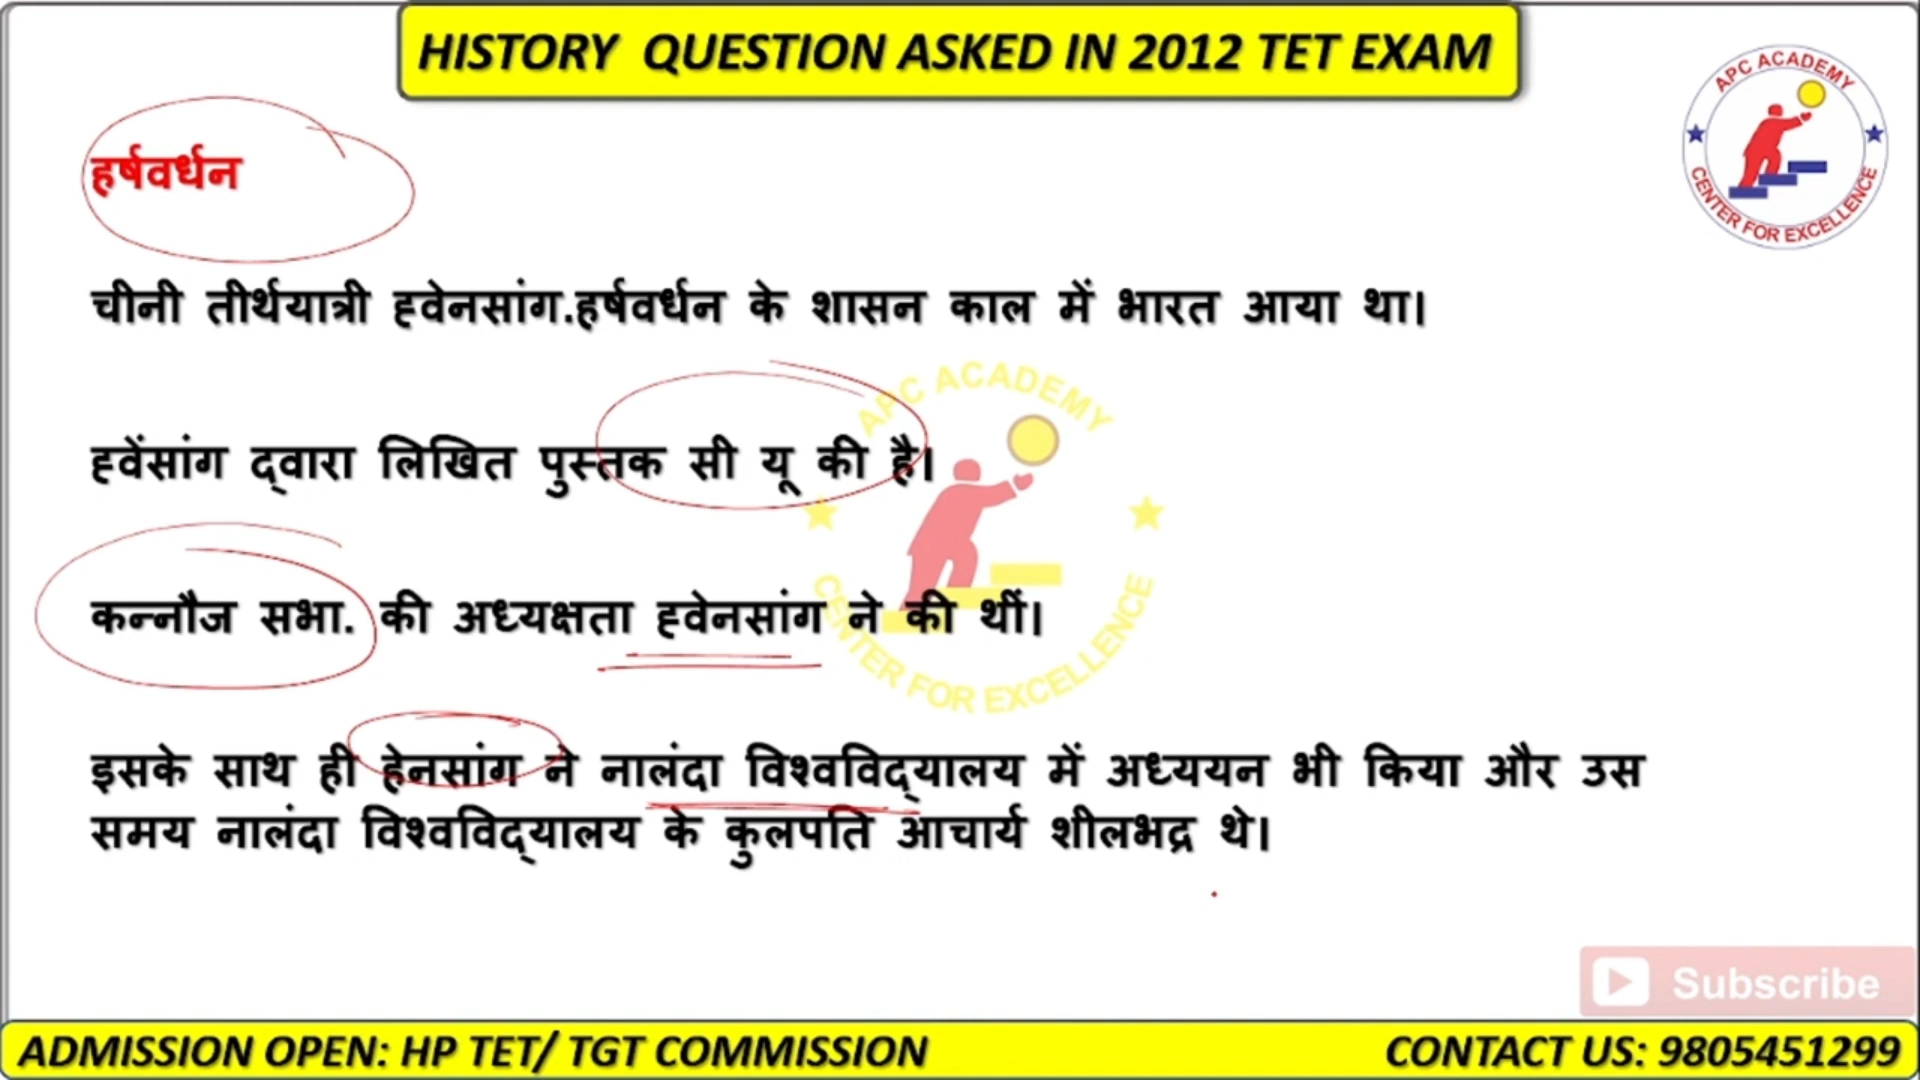 HISTORY QUESTION ASKED IN 2012 TET EXAM
APC ACADEMY
CENTER FOR EXCELLENCE
हर्षवर्धन
चीनी तीर्थयात्री ह्वेनसांग.हर्षवर्धन के शासन काल में भारत आया था।
ह्वेंसांग द्वारा लिखित पुस्तक सी यू की है।
कन्नौज सभा. की अध्यक्षता ह्वेनसांग ने की थीं।
इसके साथ ही हेनसांग ने नालंदा विश्वविद्यालय में अध्ययन भी किया और उस
समय नालंदा विश्वविद्यालय के कुलपति आचार्य शीलभद्र थे।
APC ACADEMY
CENTER FOR EXCELLENCE
Subscribe
ADMISSION OPEN: HP TET/ TGT COMMISSION
CONTACT US: 9805451299